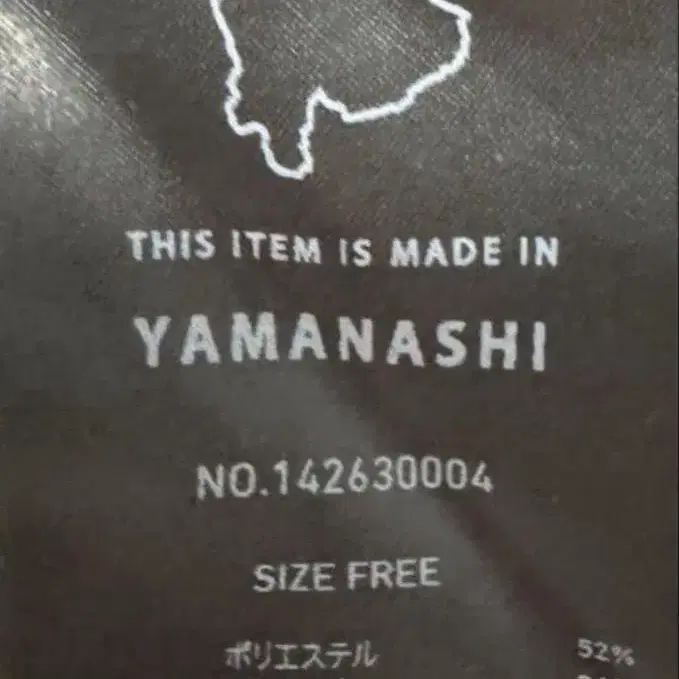 THIS ITEM IS MADE IN
YAMANASHI
NO.142630004
SIZE FREE
ポリエステル 52%